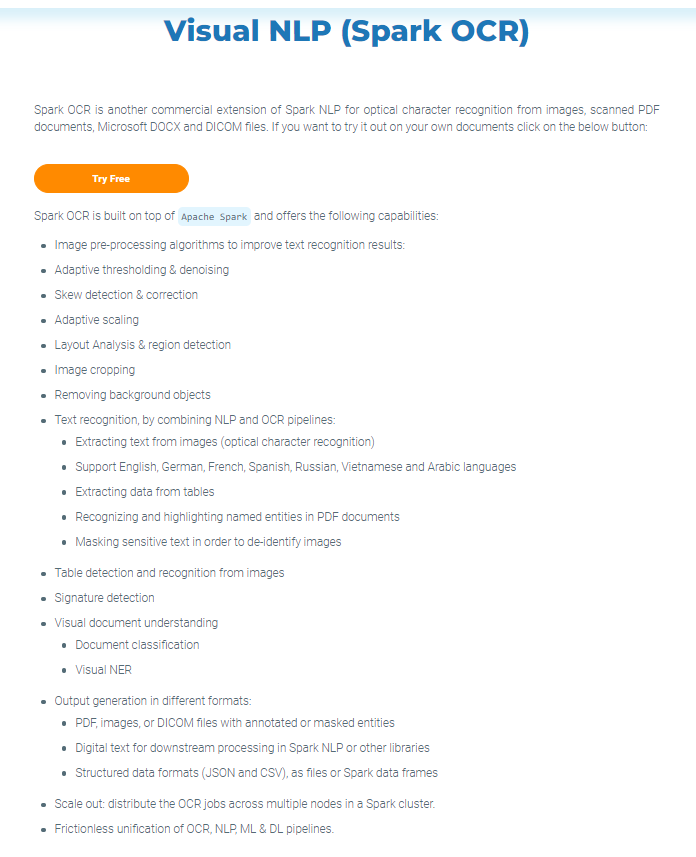 Visual NLP (Spark OCR)
Spark OCR is another commercial extension of Spark NLP for optical character recognition from images, scanned PDF
documents, Microsoft DOCX and DICOM files. If you want to try it out on your own documents click on the below button:
Try Free
Spark OCR is built on top of Apache Spark and offers the following capabilities:
Image pre-processing algorithms to improve text recognition results:
Adaptive thresholding & denoising
Skew detection & correction
Adaptive scaling
Layout Analysis & region detection
Image cropping
Removing background objects
Text recognition, by combining NLP and OCR pipelines:
Extracting text from images (optical character recognition)
Support English, German, French, Spanish, Russian, Vietnamese and Arabic languages
Extracting data from tables
Recognizing and highlighting named entities in PDF documents
Masking sensitive text in order to de-identify images
Table detection and recognition from images
Signature detection
Visual document understanding
Document classification
Visual NER
Output generation in different formats:
PDF, images, or DICOM files with annotated or masked entities
Digital text for downstream processing in Spark NLP or other libraries
Structured data formats (JSON and CSV), as files or Spark data frames
Scale out: distribute the OCR jobs across multiple nodes in a Spark cluster.
Frictionless unification of OCR, NLP, ML & DL pipelines.